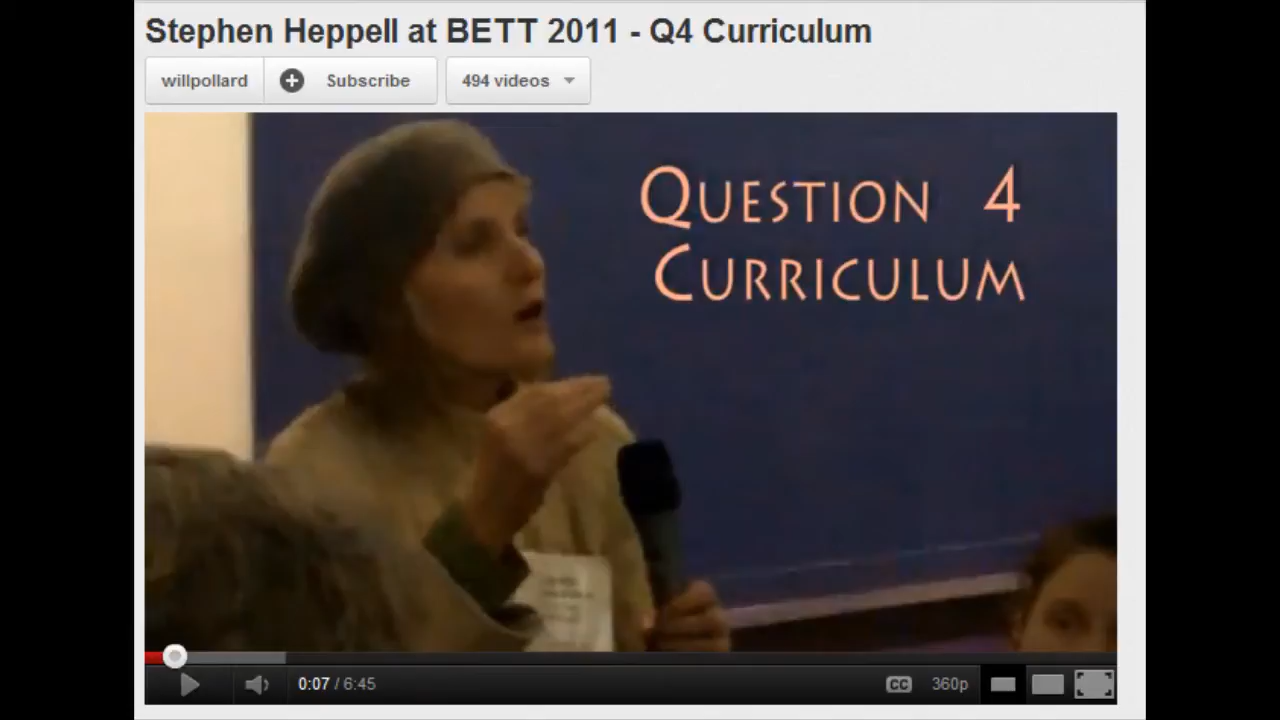 Stephen Heppell at BETT 2011 - Q4 Curriculum
willpollard Subscribe 494 videos
QUESTION 4
CURRICULUM
0:07 / 6:45 CC 360p